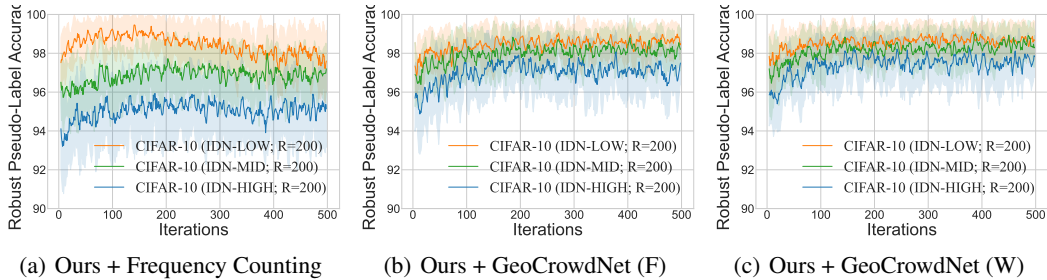 Robust Pseudo-Label Accurac
100
98
96
94
92
90
CIFAR-10 (IDN-LOW; R=200)
CIFAR-10 (IDN-MID; R=200)
CIFAR-10 (IDN-HIGH; R=200)
0 100 200 300 400 500
Iterations
(a) Ours + Frequency Counting
Robust Pseudo-Label Accurac
100
98
96
94
92
90
CIFAR-10 (IDN-LOW; R=200)
CIFAR-10 (IDN-MID; R=200)
CIFAR-10 (IDN-HIGH; R=200)
0 100 200 300 400 500
Iterations
(b) Ours + GeoCrowdNet (F)
Robust Pseudo-Label Accurac
100
98
96
94
92
90
CIFAR-10 (IDN-LOW; R=200)
CIFAR-10 (IDN-MID; R=200)
CIFAR-10 (IDN-HIGH; R=200)
0 100 200 300 400 500
Iterations
(c) Ours + GeoCrowdNet (W)